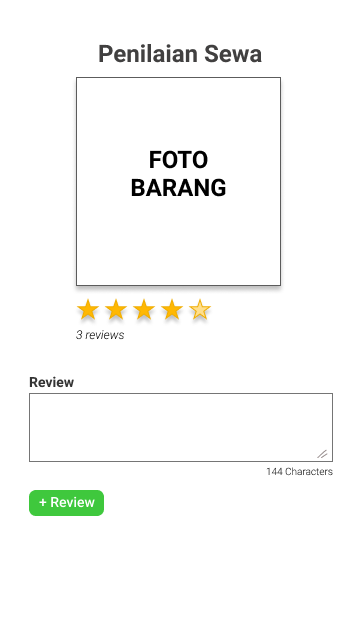 Penilaian Sewa
FOTO
BARANG
3 reviews
Review
144 Characters
+ Review